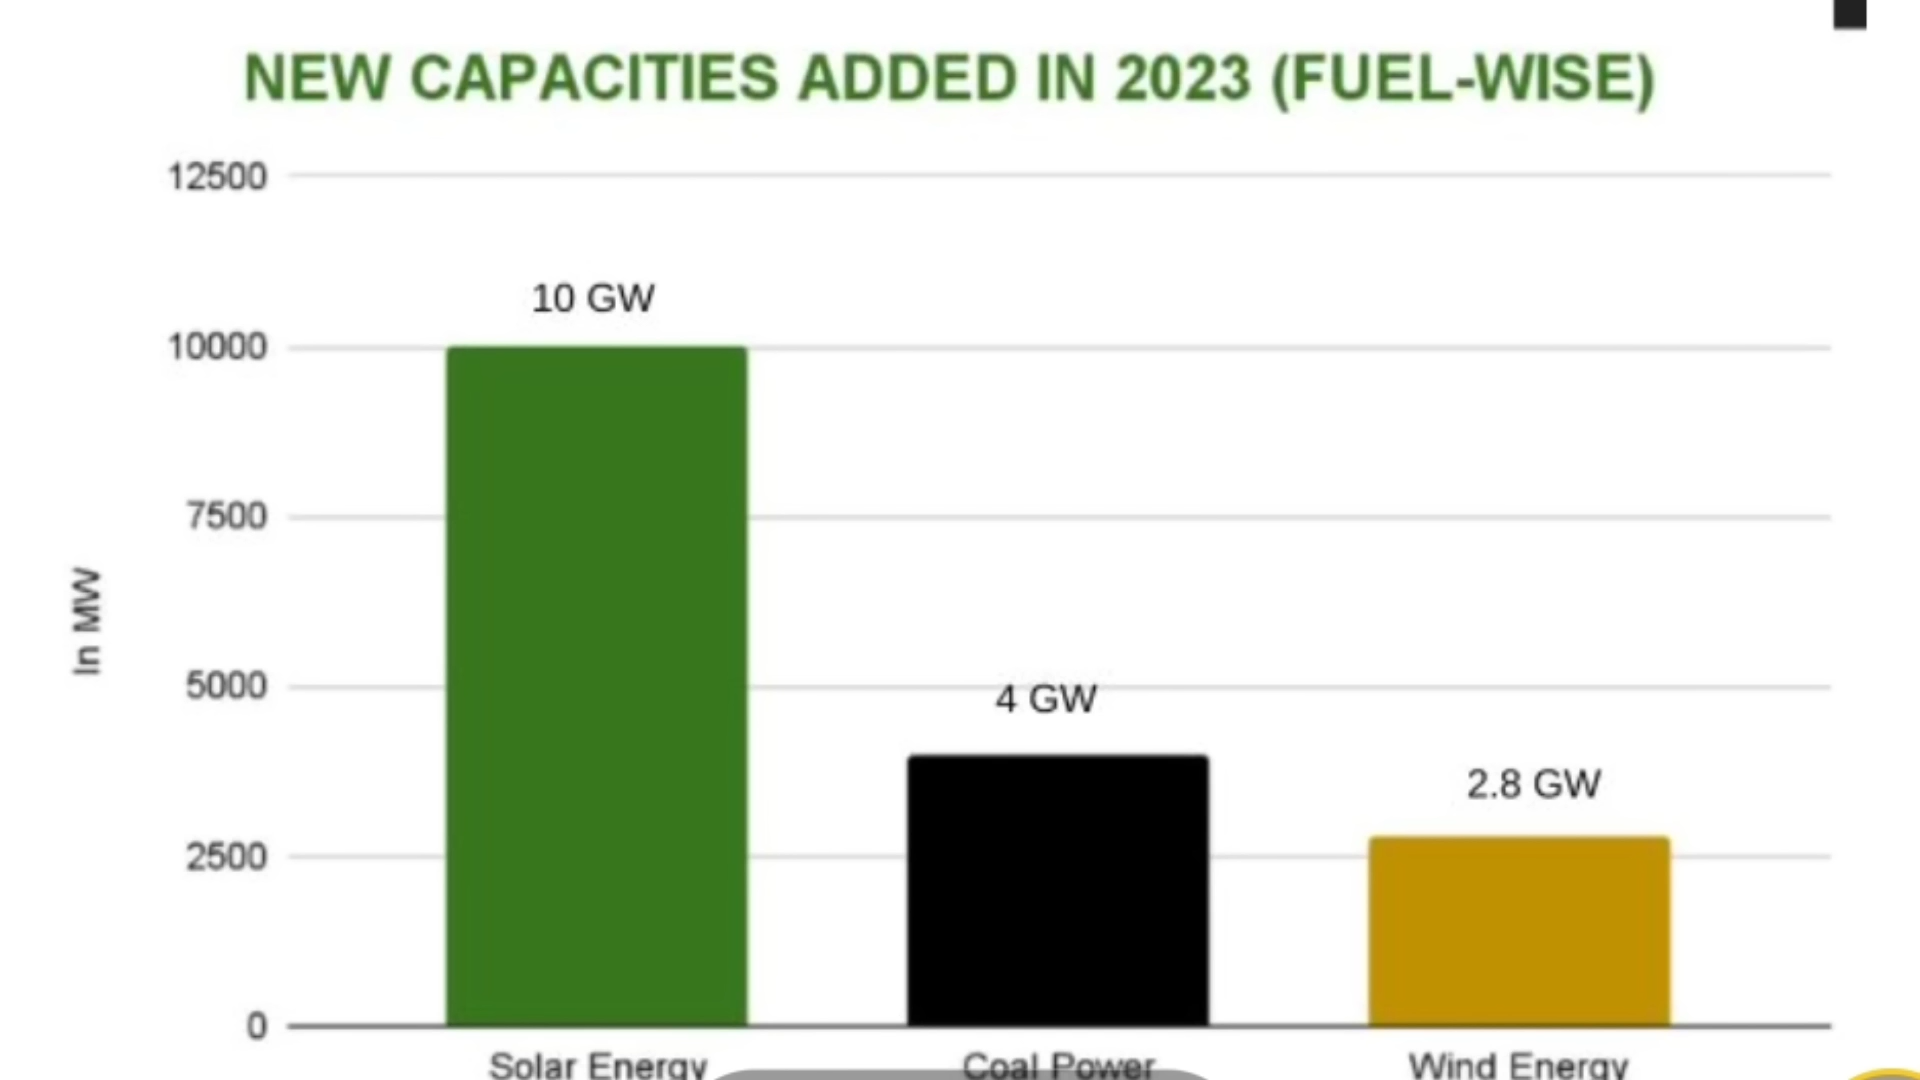 NEW CAPACITIES ADDED IN 2023 (FUEL-WISE)
12500
10 GW
10000
7500
In MW
5000
4 GW
2.8 GW
2500
0
Solar Energy
Coal Power
Wind Energy